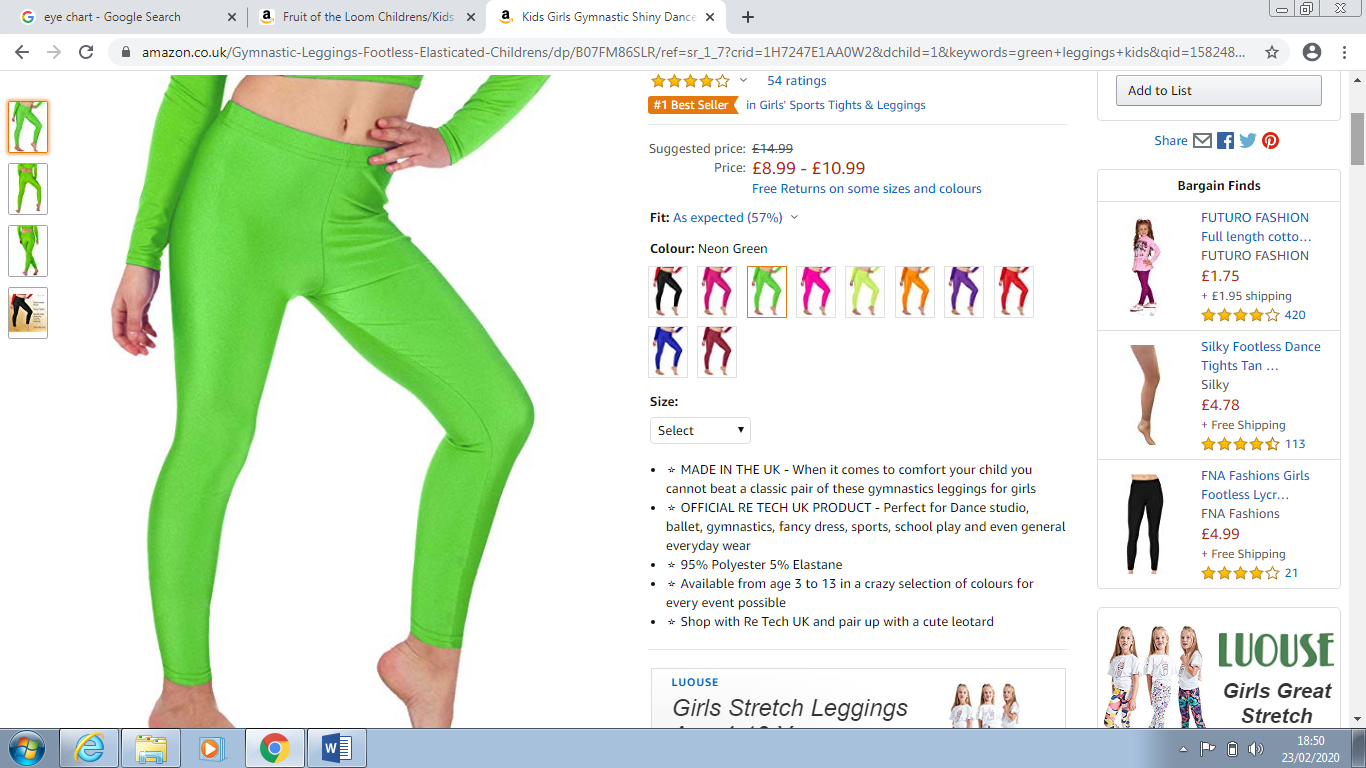 eye chart - Google Search
Fruit of the Loom Childrens/Kids
Kids Girls Gymnastic Shiny Dance
amazon.co.uk/Gymnastic-Leggings-Footless-Elasticated-Childrens/dp/B07FM86SLR/ref=sr_1_7?crid=1H7247E1AA0W2&dchild=1&keywords=green+leggings+kids&qid=158248...
54 ratings
#1 Best Seller in Girls' Sports Tights & Leggings
Suggested price: £14.99
Price: £8.99 - £10.99
Free Returns on some sizes and colours
Fit: As expected (57%)
Colour: Neon Green
Size:
Select
• ☆ MADE IN THE UK - When it comes to comfort your child you
cannot beat a classic pair of these gymnastics leggings for girls
• ☆ OFFICIAL RE TECH UK PRODUCT - Perfect for Dance studio,
ballet, gymnastics, fancy dress, sports, school play and even general
everyday wear
• ☆ 95% Polyester 5% Elastane
• ☆ Available from age 3 to 13 in a crazy selection of colours for
every event possible
• ☆ Shop with Re Tech UK and pair up with a cute leotard
LUOUSE
Girls Stretch Leggings
Add to List
Share
Bargain Finds
FUTURO FASHION
Full length cotto...
FUTURO FASHION
£1.75
+ £1.95 shipping
420
Silky Footless Dance
Tights Tan ...
Silky
£4.78
+ Free Shipping
113
FNA Fashions Girls
Footless Lycr...
FNA Fashions
£4.99
+ Free Shipping
21
LUOUSE
Girls Great
Stretch
18:50
23/02/2020